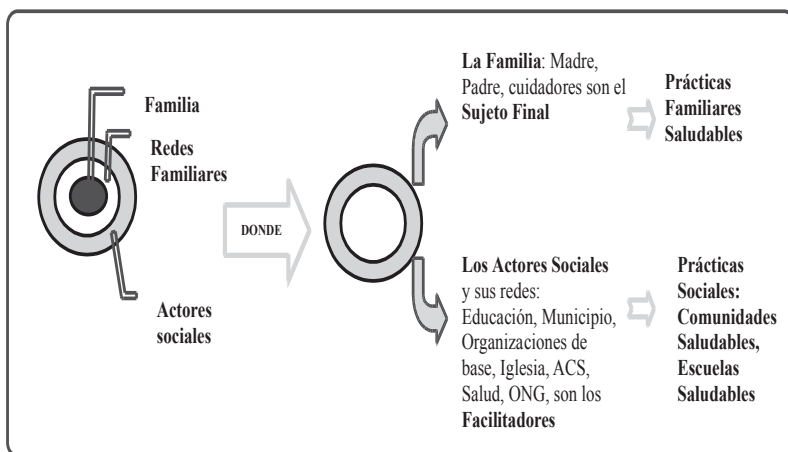 Familia
Redes
Familiares
Actores
sociales
DONDE
La Familia: Madre,
Padre, cuidadores son el
Sujeto Final
Prácticas
Familiares
Saludables
Los Actores Sociales
y sus redes:
Educación, Municipio,
Organizaciones de
base, Iglesia, ACS,
Salud, ONG, son los
Facilitadores
Prácticas
Sociales:
Comunidades
Saludables,
Escuelas
Saludables